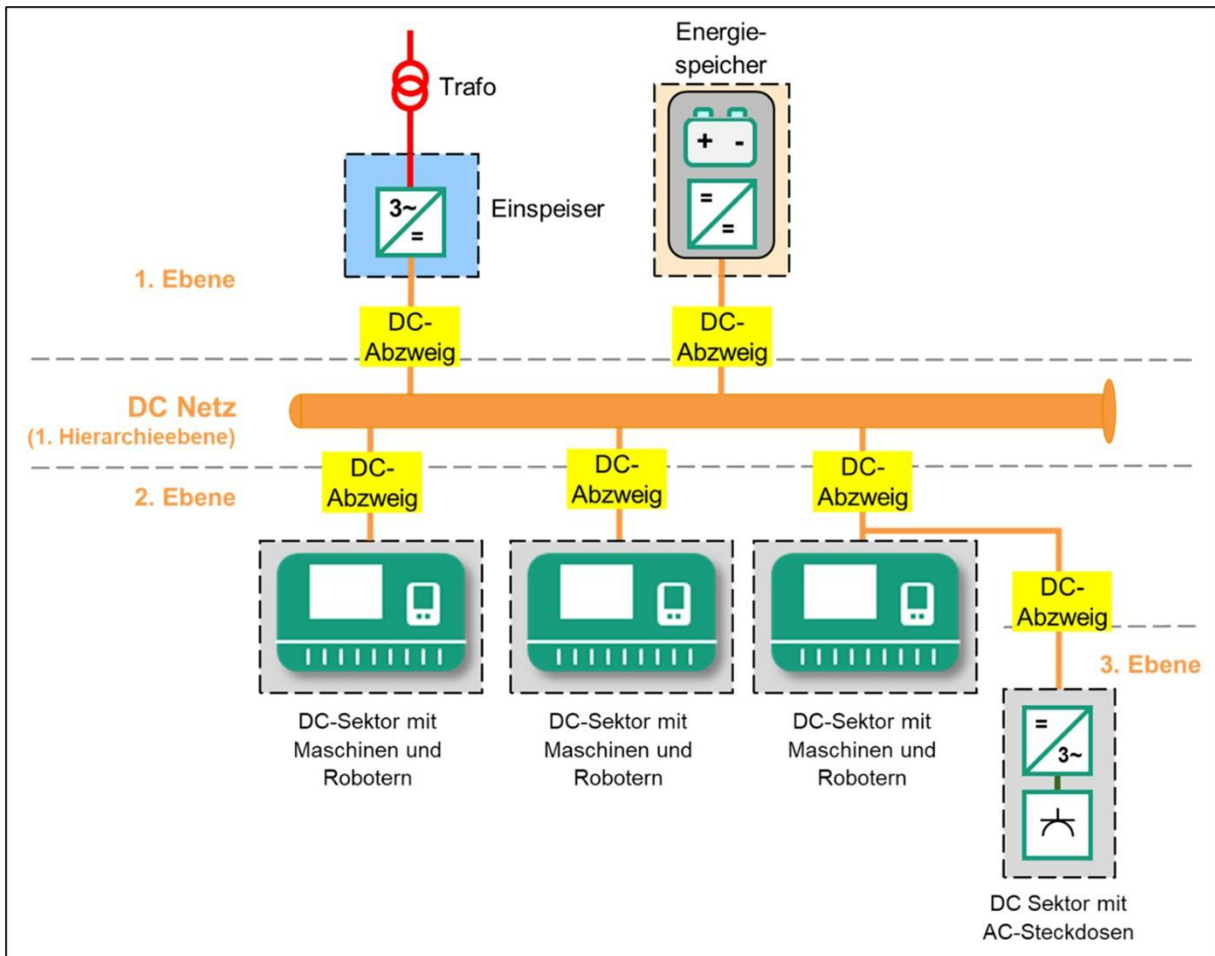 Energie-
speicher
Trafo
+ -
3~
=
Einspeiser
=
=
1. Ebene
DC-
Abzweig
DC-
Abzweig
DC Netz
(1. Hierarchieebene)
DC-
Abzweig
DC-
Abzweig
DC-
Abzweig
2. Ebene
DC-
Abzweig
3. Ebene
=
3~
DC-Sektor mit
Maschinen und
Robotern
DC-Sektor mit
Maschinen und
Robotern
DC-Sektor mit
Maschinen und
Robotern
DC Sektor mit
AC-Steckdosen